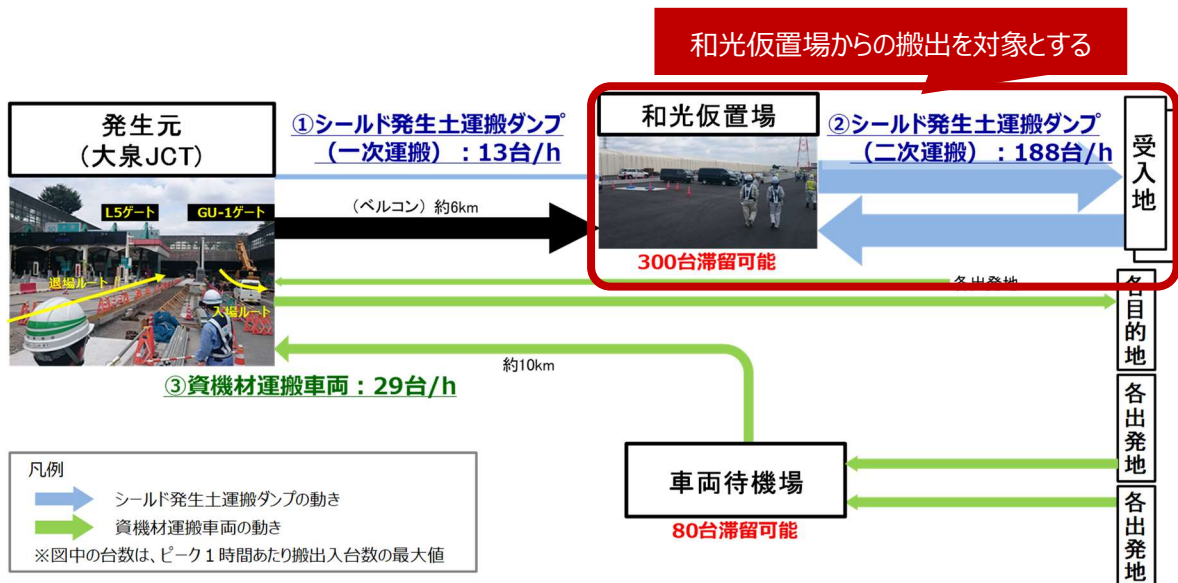 和光仮置場からの搬出を対象とする
発生元
(大泉JCT)
①シールド発生土運搬ダンプ
(一次運搬):13台/h
和光仮置場
②シールド発生土運搬ダンプ
(二次運搬):188台/h
受入地
L5ゲート
GU-1ゲート
(ベルコン)約6km
退場ルート
入場ルート
300台滞留可能
各出発地
各目的地
約10km
③資機材運搬車両:29台/h
各出発地
車両待機場
80台滞留可能
各出発地
凡例
シールド発生土運搬ダンプの動き
資機材運搬車両の動き
※図中の台数は、ピーク1時間あたり搬出入台数の最大値